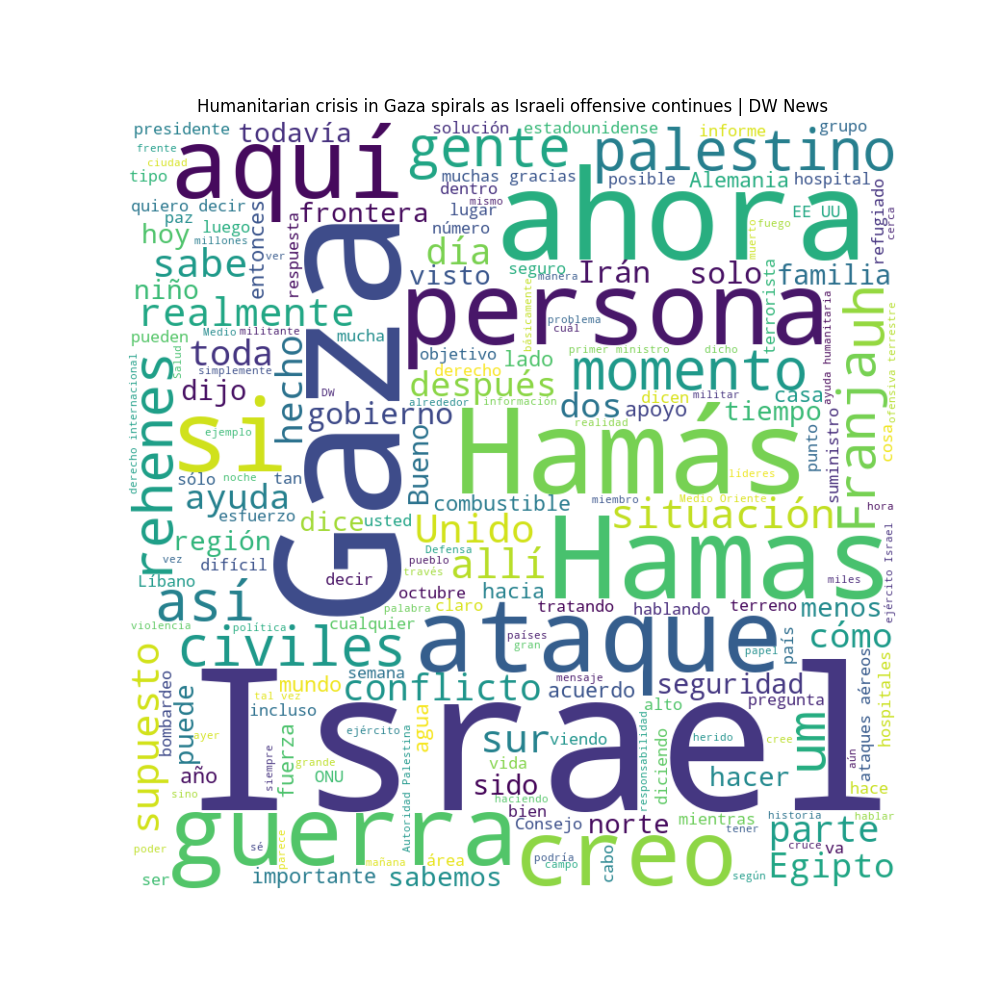 Humanitarian crisis in Gaza spirals as Israeli offensive continues | DW News
presidente
todavía
solución
estadounidense
informe
grupo
frente
aquí
gente
palestino
ciudad
tipo
muchas gracias
posible
Alemania
hospital
mismo
dentro
quiero decir
entonces
respuesta
frontera
lugar
ahora
EE UU
refugiado
cerca
paz
luego
número
muerto
fuego
hoy
millones
día
sabe
ver
Gaza
visto
seguro
manera
Irán
solo
familia
terrorista
niño
persona
básicamente
realmente
problema
cuál
ayuda humanitaria
Franjauh
ofensiva terrestre
pueden
Medio
militante
mucha
Salud
toda
hecho
objetivo
lado
primer ministro
dicho
simplemente
momento
rehenes
derecho internacional
dijo
DW
derecho
después
casa
gobierno
alrededor
información
dos
apoyo
dicen
militar
tiempo
cosa
si
ejemplo
Bueno
Hamás
realidad
punto
suministro
líderes
sólo
noche
tan
ayuda
combustible
miembro
Medio Oriente
hora
esfuerzo
dice
usted
Unido
situación
región
Defensa
Hamas
ejército Israel
vez
difícil
pueblo
allí
Líbano
decir
través
miles
así
octubre
hacia
palabra
claro
tratando
hablando
terreno
menos
violencia
política
cualquier
ataque
países
gran
papel
país
cómo
civiles
supuesto
semana
mensaje
mundo
conflicto
acuerdo
seguridad
ataques aéreos
hospitales
bombardeo
puede
tal vez
incluso
agua
alto
pregunta
um
ayer
ejército
sur
viendo
responsabilidad
herido
cree
aún
siempre
fuerza
grande
Israel
vida
diciendo
año
ONU
Autoridad Palestina
sido
hacer
hace
sino
haciendo
bien
Consejo
norte
mientras
tener
historia
hablar
guerra
creo
parte
poder
sé
parece
mañana
área
podría
campo
cabo
cruce
va
Egipto
ser
importante
sabemos
según